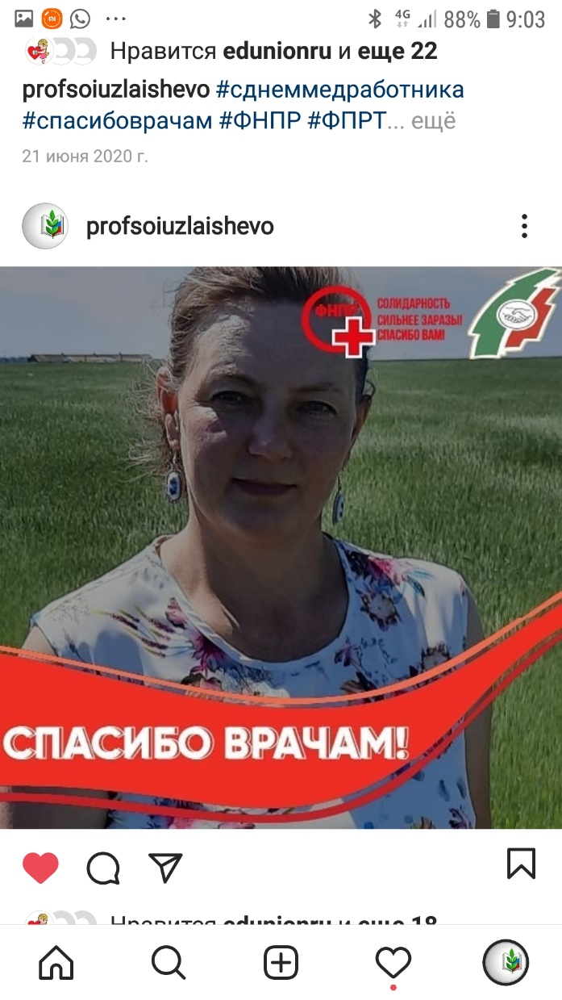 4G 88% 9:03
Нравится edunionru и еще 22
profsoiuzlaishevo #сднеммедработника
#спасибоврачам #ФНПР #ФПРТ... ещё
21 июня 2020 г.
profsoiuzlaishevo
ФНПР
СОЛИДАРНОСТЬ
СИЛЬНЕЕ ЗАРАЗЫ!
СПАСИБО ВАМ!
СПАСИБО ВРАЧАМ!
Нравится edunionru и еще 18